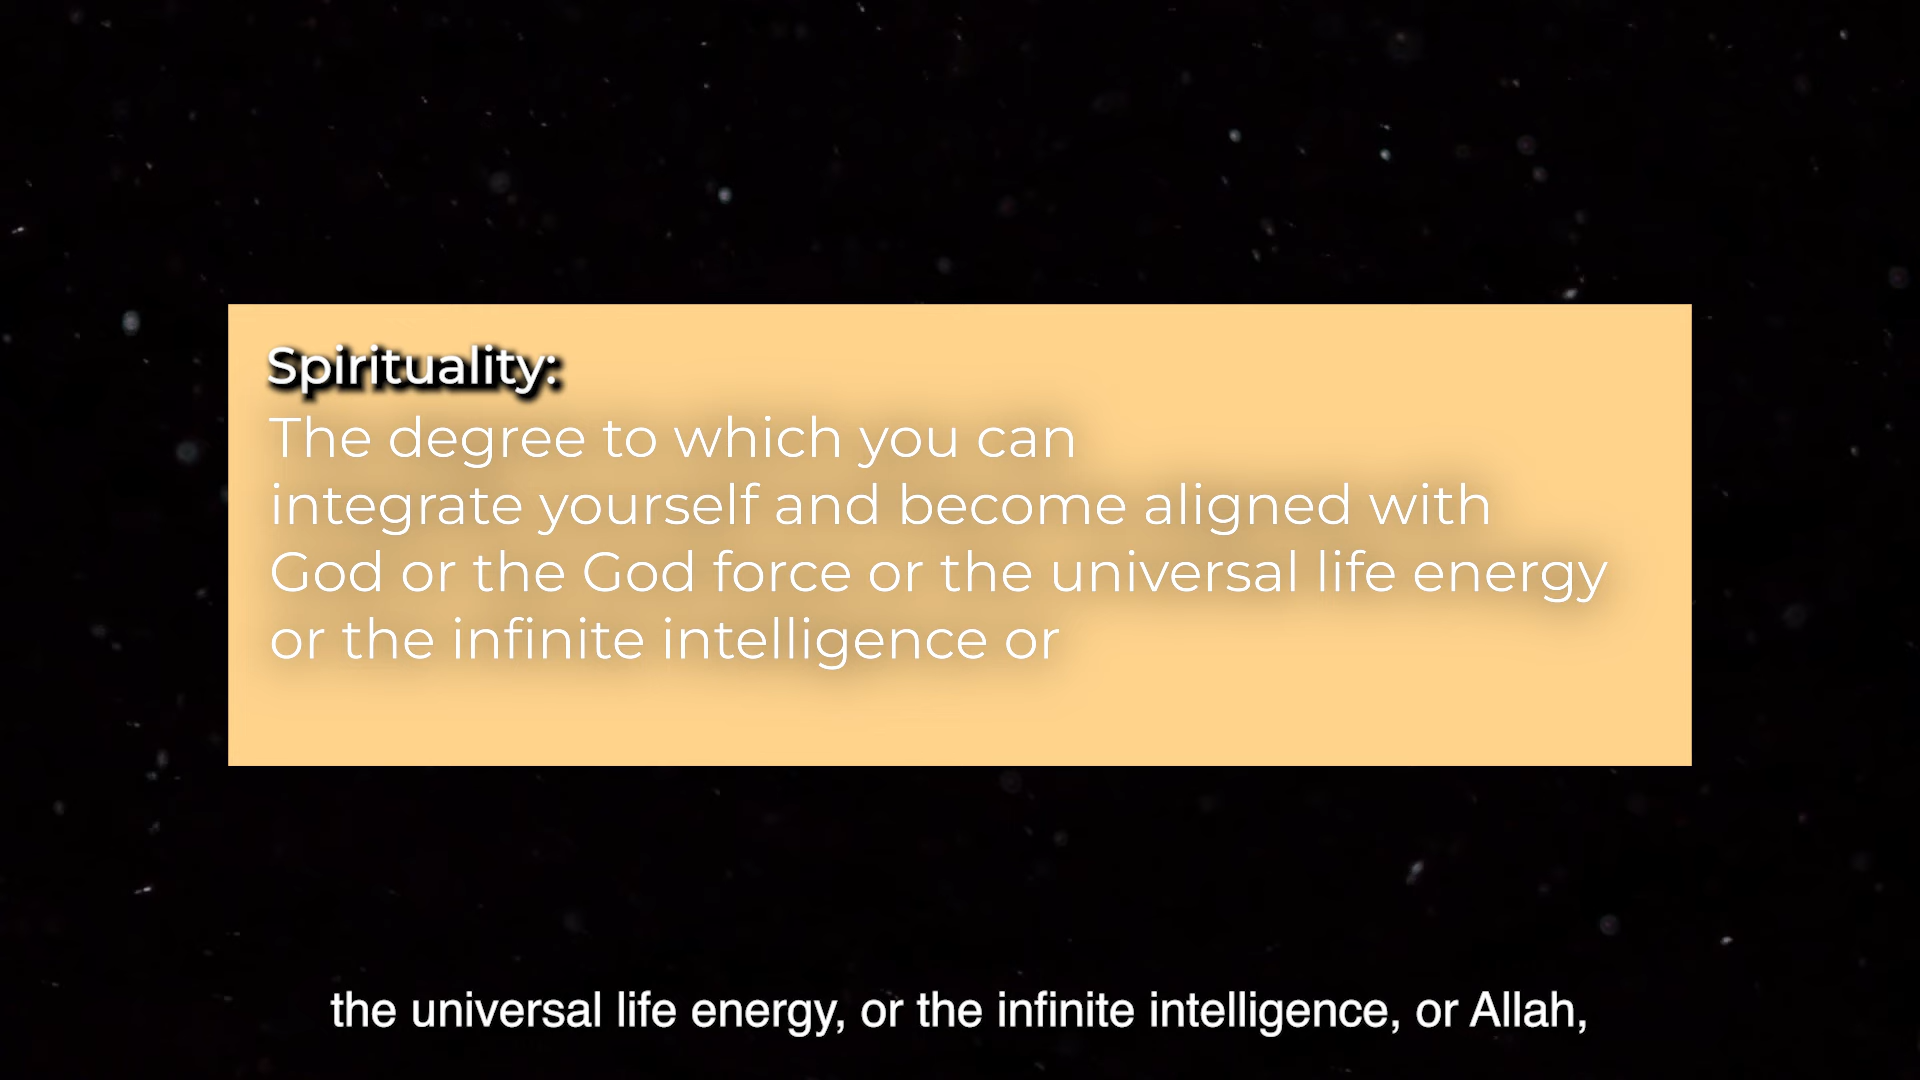 Spirituality:
The degree to which you can
integrate yourself and become aligned with
God or the God force or the universal life energy
or the infinite intelligence or
the universal life energy, or the infinite intelligence, or Allah,